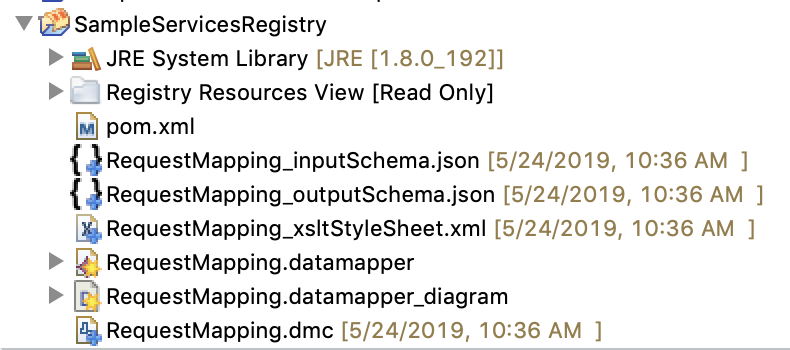 SampleServicesRegistry
JRE System Library [JRE [1.8.0_192]]
Registry Resources View [Read Only]
pom.xml
RequestMapping_inputSchema.json [5/24/2019, 10:36 AM ]
RequestMapping_outputSchema.json [5/24/2019, 10:36 AM ]
RequestMapping_xsltStyleSheet.xml [5/24/2019, 10:36 AM ]
RequestMapping.datamapper
RequestMapping.datamapper_diagram
RequestMapping.dmc [5/24/2019, 10:36 AM ]